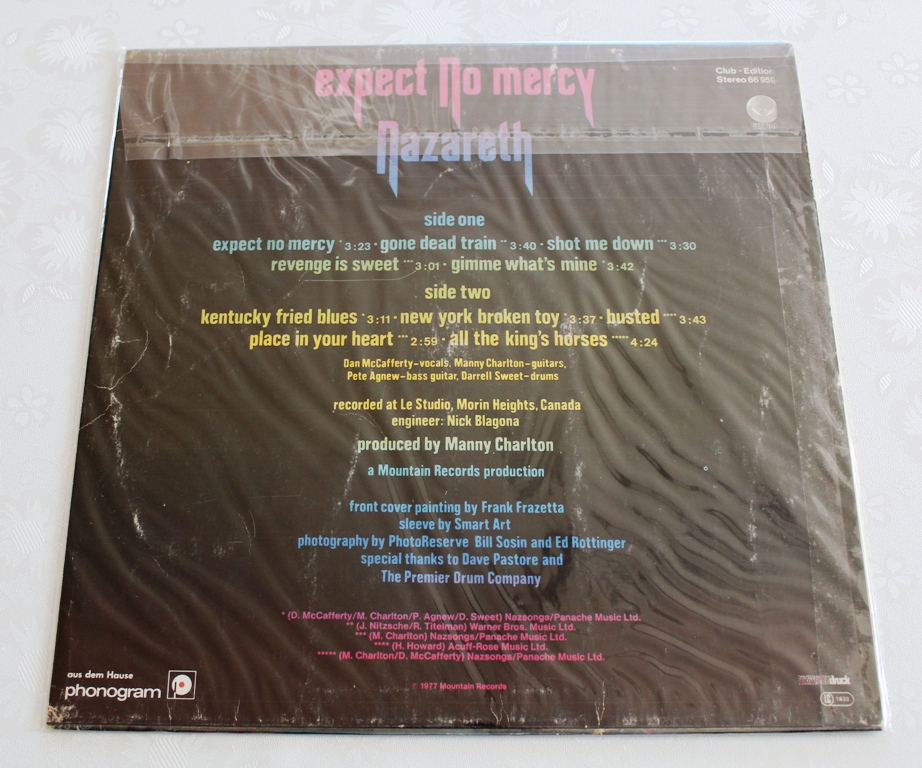 expect no mercy
Club-Edition
Stereo 66 959
Nazareth
side one
expect no mercy *3:23 · gone dead train **3:40 · shot me down ***3:30
revenge is sweet ***3:01 · gimme what's mine *3:42
side two
kentucky fried blues *3:11 · new york broken toy *3:37 · busted ****3:43
place in your heart ***2:59 · all the king's horses *****4:24
Dan McCafferty–vocals, Manny Charlton–guitars,
Pete Agnew–bass guitar, Darrell Sweet–drums
recorded at Le Studio, Morin Heights, Canada
engineer: Nick Blagona
produced by Manny Charlton
a Mountain Records production
front cover painting by Frank Frazetta
sleeve by Smart Art
photography by PhotoReserve Bill Sosin and Ed Rottinger
special thanks to Dave Pastore and
The Premier Drum Company
* (D. McCafferty/M. Charlton/P. Agnew/D. Sweet) Nazsongs/Panache Music Ltd.
** (J. Nitzsche/R. Titelman) Warner Bros. Music Ltd.
*** (M. Charlton) Nazsongs/Panache Music Ltd.
**** (H. Howard) Acuff-Rose Music Ltd.
***** (M. Charlton/D. McCafferty) Nazsongs/Panache Music Ltd.
aus dem Hause
phonogram
© 1977 Mountain Records
druck
1633